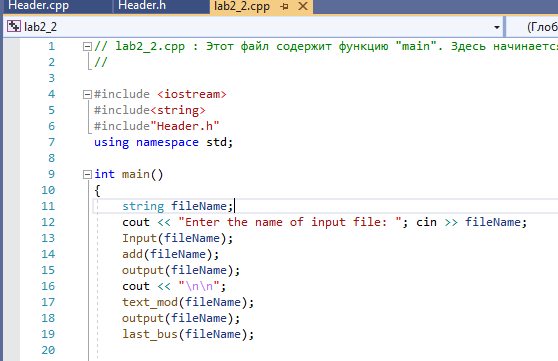 Header.cpp Header.h lab2_2.cpp
lab2_2 (Глоб
1 // lab2_2.cpp : Этот файл содержит функцию "main". Здесь начинаетс
2 //
3
4 #include <iostream>
5 #include<string>
6 #include"Header.h"
7 using namespace std;
8
9 int main()
10 {
11 string fileName;
12 cout << "Enter the name of input file: "; cin >> fileName;
13 Input(fileName);
14 add(fileName);
15 output(fileName);
16 cout << "\n\n";
17 text_mod(fileName);
18 output(fileName);
19 last_bus(fileName);
20